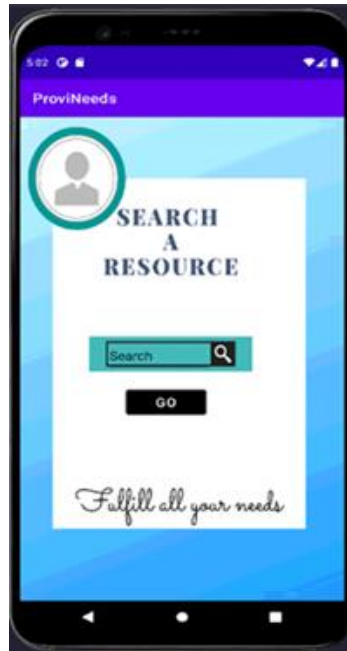 5:02
ProviNeeds
SEARCH
A
RESOURCE
Search
GO
Fulfill all your needs